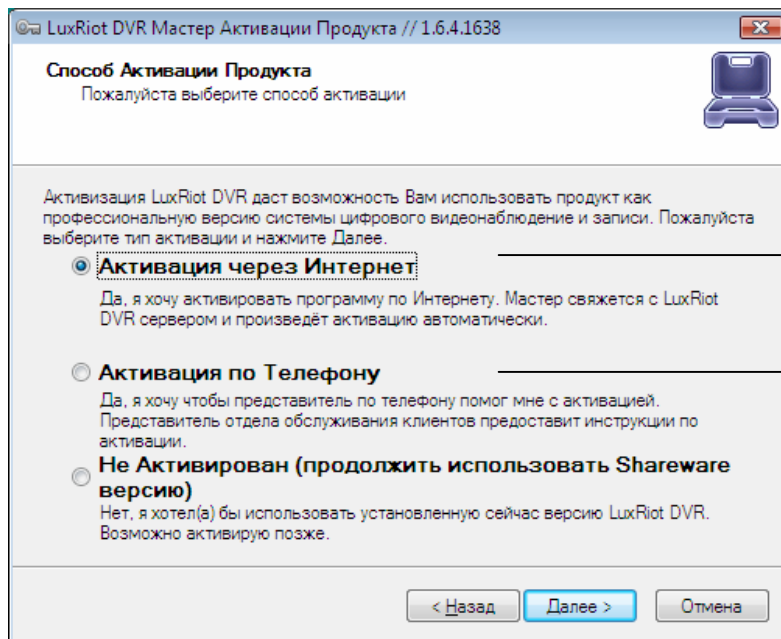 LuxRiot DVR Мастер Активации Продукта // 1.6.4.1638
Способ Активации Продукта
Пожалуйста выберите способ активации
Активизация LuxRiot DVR даст возможность Вам использовать продукт как
профессиональную версию системы цифрового видеонаблюдение и записи. Пожалуйста
выберите тип активации и нажмите Далее.
Активация через Интернет
Да, я хочу активировать программу по Интернету. Мастер свяжется с LuxRiot
DVR сервером и произведёт активацию автоматически.
Активация по Телефону
Да, я хочу чтобы представитель по телефону помог мне с активацией.
Представитель отдела обслуживания клиентов предоставит инструкции по
активации.
Не Активирован (продолжить использовать Shareware
версию)
Нет, я хотел(а) бы использовать установленную сейчас версию LuxRiot DVR.
Возможно активирую позже.
< Назад Далее > Отмена